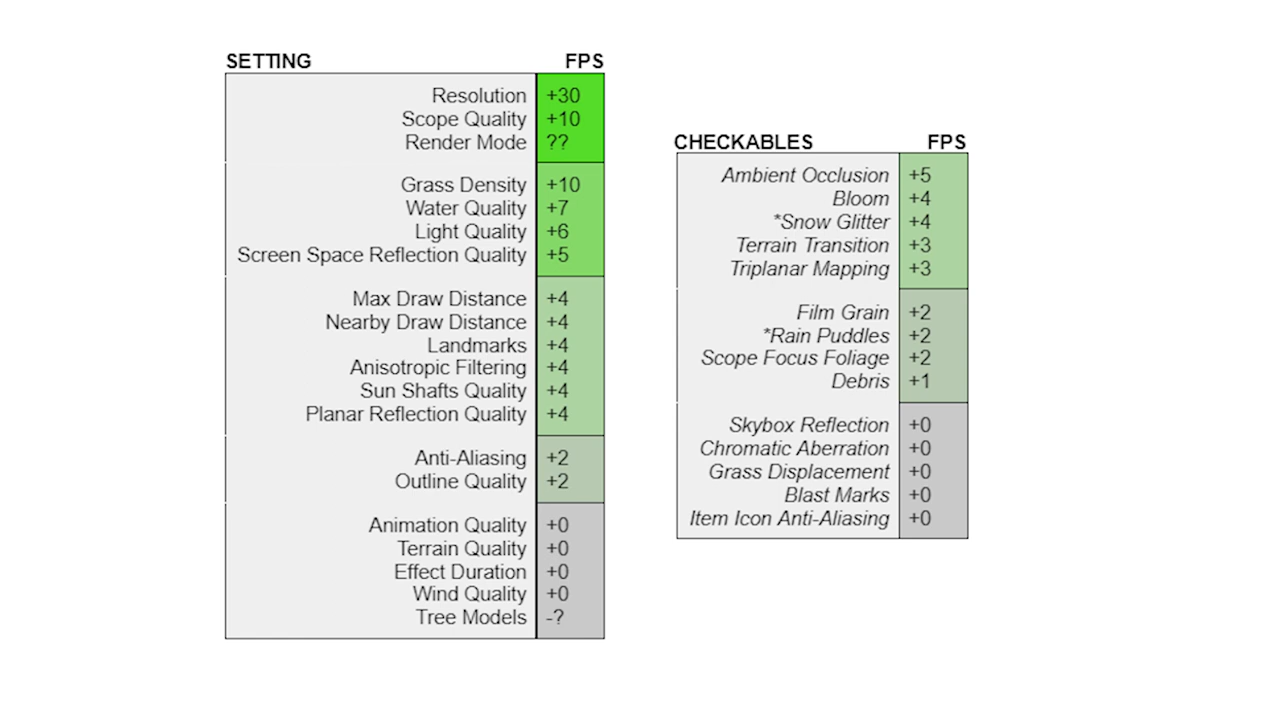 SETTING FPS
Resolution +30
Scope Quality +10
Render Mode ??
Grass Density +10
Water Quality +7
Light Quality +6
Screen Space Reflection Quality +5
Max Draw Distance +4
Nearby Draw Distance +4
Landmarks +4
Anisotropic Filtering +4
Sun Shafts Quality +4
Planar Reflection Quality +4
Anti-Aliasing +2
Outline Quality +2
Animation Quality +0
Terrain Quality +0
Effect Duration +0
Wind Quality +0
Tree Models -?
CHECKABLES FPS
Ambient Occlusion +5
Bloom +4
*Snow Glitter +4
Terrain Transition +3
Triplanar Mapping +3
Film Grain +2
*Rain Puddles +2
Scope Focus Foliage +2
Debris +1
Skybox Reflection +0
Chromatic Aberration +0
Grass Displacement +0
Blast Marks +0
Item Icon Anti-Aliasing +0